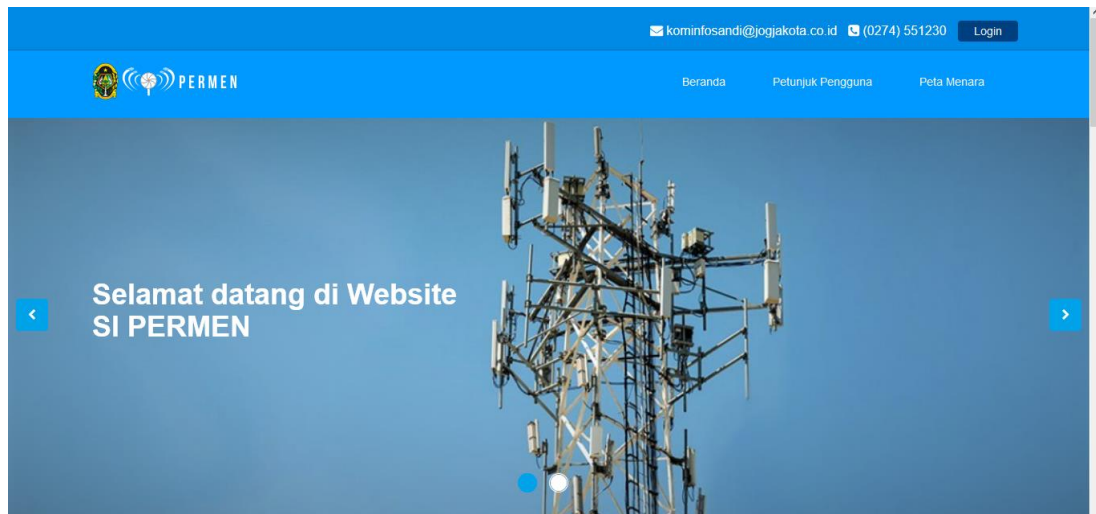 kominfosandi@jogjakota.co.id (0274) 551230 Login
PERMEN Beranda Petunjuk Pengguna Peta Menara
Selamat datang di Website
SI PERMEN